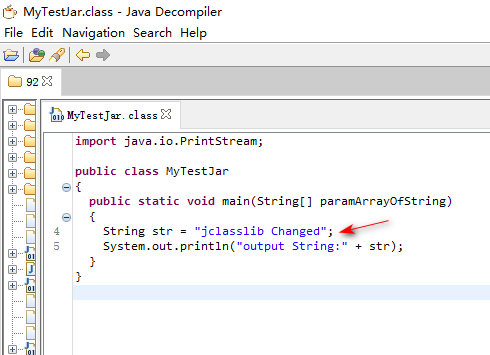 MyTestJar.class - Java Decompiler
File Edit Navigation Search Help
92
MyTestJar.class
import java.io.PrintStream;
public class MyTestJar
{
public static void main(String[] paramArrayOfString)
{
4 String str = "jclasslib Changed";
5 System.out.println("output String:" + str);
}
}